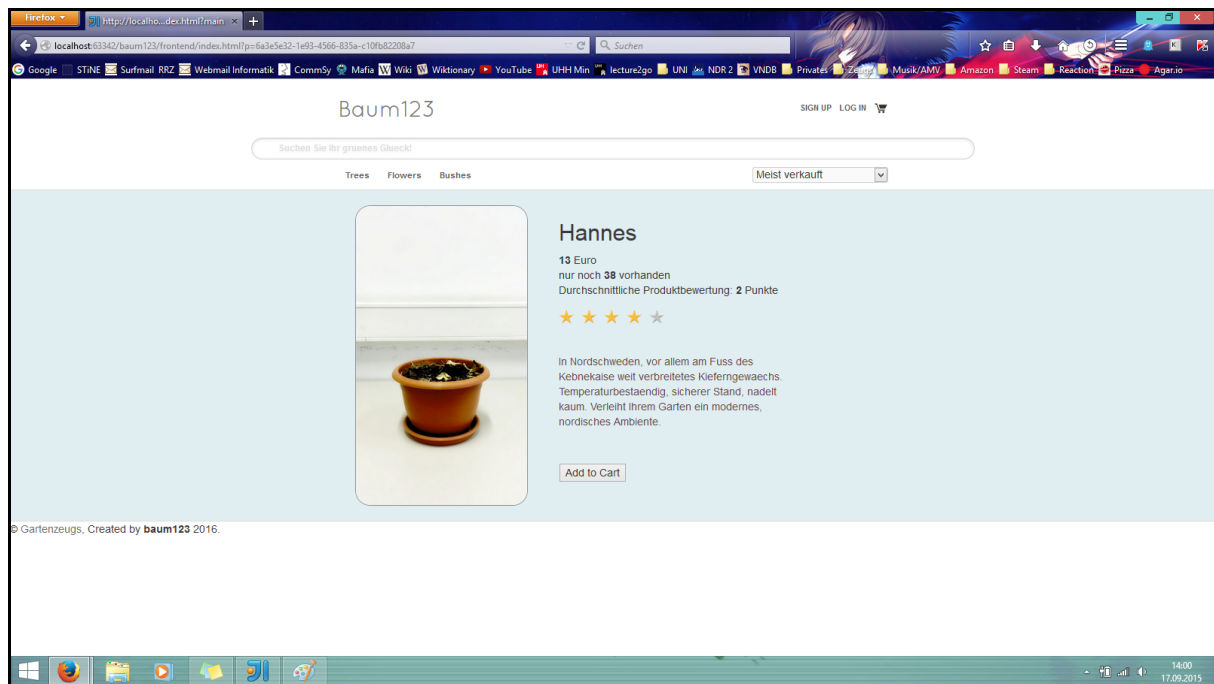 Firefox
http://localho...dex.html?main × +
localhost:63342/baum123/frontend/index.html?p=6a3e5e32-1e93-4566-835a-c10fb82208a7
Suchen
Google STiNE Surfmail RRZ Webmail Informatik CommSy Mafia Wiki Wiktionary YouTube UHH Min lecture2go UNI NDR 2 VNDB Privates Zeugs Musik/AMV Amazon Steam Reaction Pizza Agar.io
Baum123
SIGN UP LOG IN
Suchen Sie Ihr gruenes Glueck!
Trees Flowers Bushes
Meist verkauft
Hannes
13 Euro
nur noch 38 vorhanden
Durchschnittliche Produktbewertung: 2 Punkte
In Nordschweden, vor allem am Fuss des
Kebnekaise weit verbreitetes Kieferngewaechs.
Temperaturbestaendig, sicherer Stand, nadelt
kaum. Verleiht Ihrem Garten ein modernes,
nordisches Ambiente.
Add to Cart
© Gartenzeugs, Created by baum123 2016.
14:00
17.09.2015